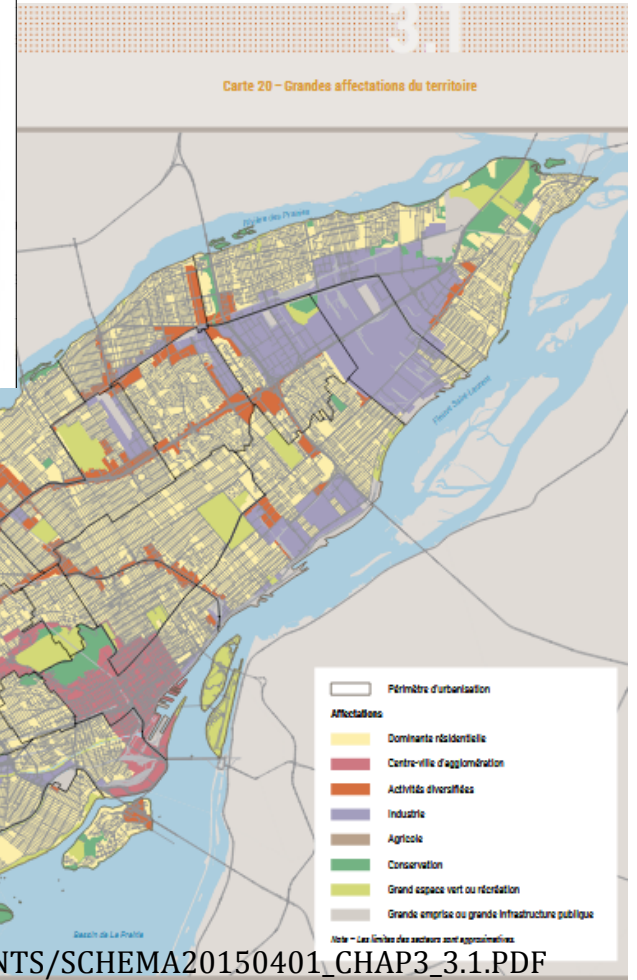 3.1
Carte 20 – Grandes affectations du territoire
Rivière des Prairies
Fleuve Saint-Laurent
Périmètre d'urbanisation
Affectations
Dominante résidentielle
Centre-ville d'agglomération
Activités diversifiées
Industrie
Agricole
Conservation
Grand espace vert ou récréation
Grande emprise ou grande infrastructure publique
Note – Les limites des secteurs sont approximatives.
Bassin de La Prairie
NTS/SCHEMA20150401_CHAP3_3.1.PDF